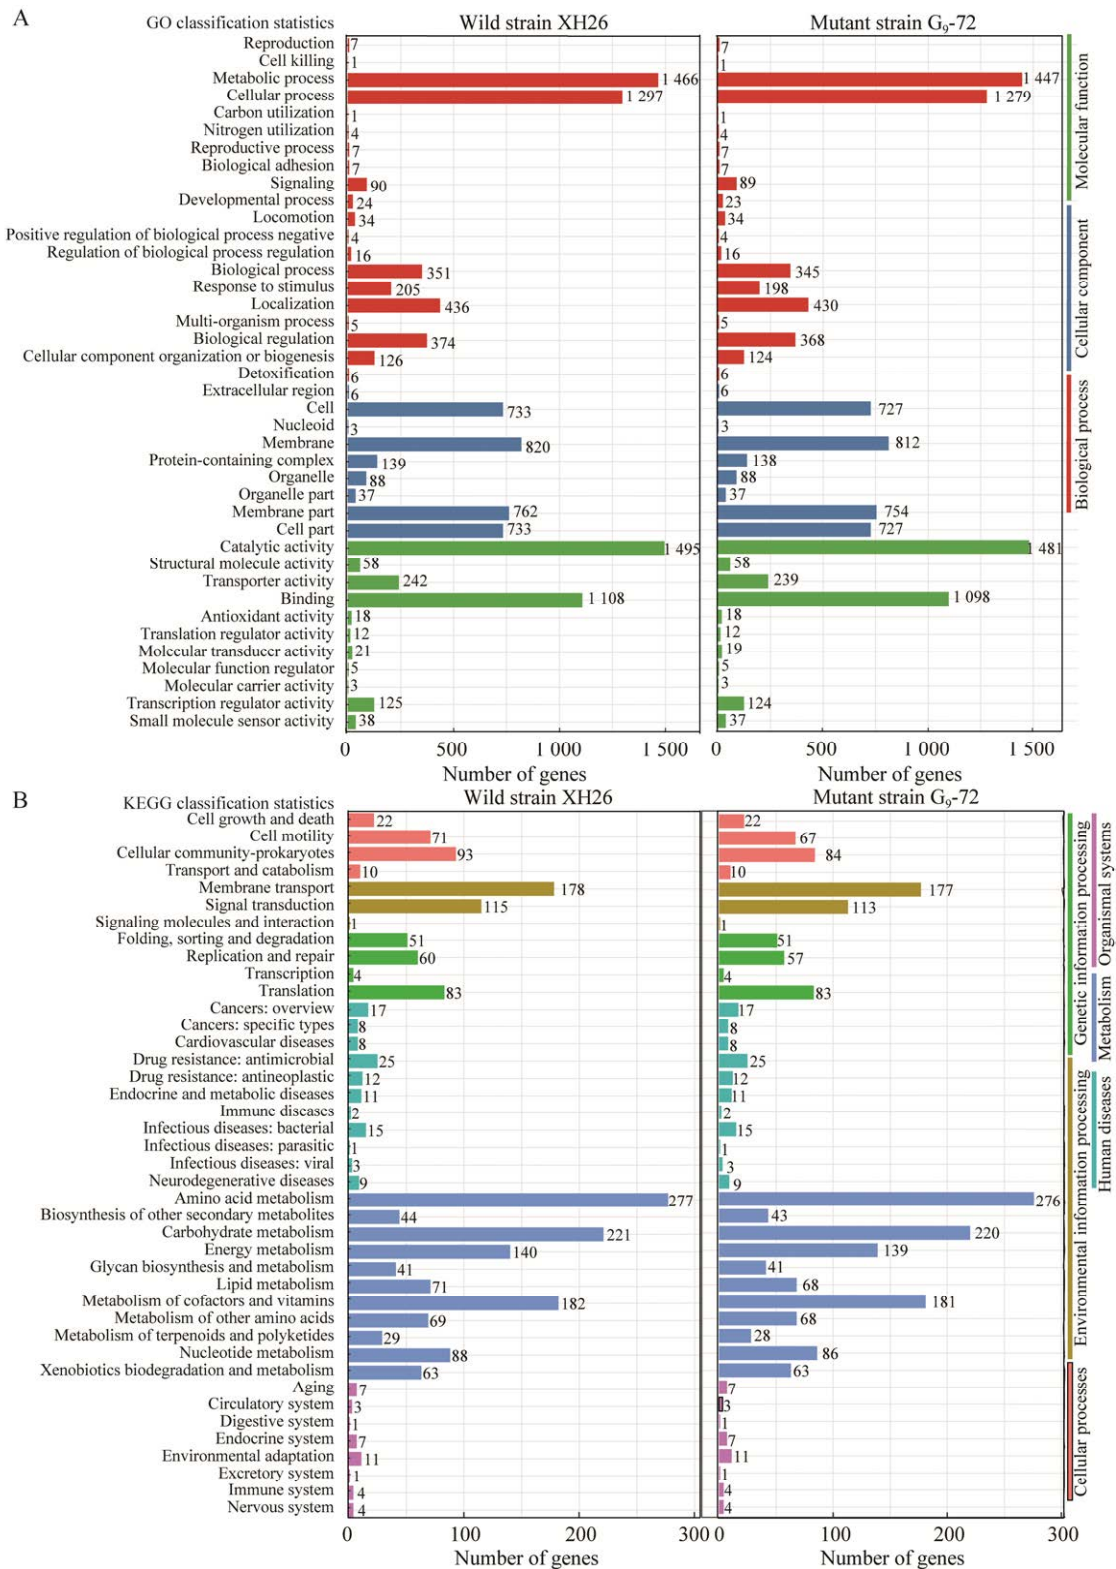 A
GO classification statistics
Wild strain XH26
Mutant strain G₉-72
Reproduction 7 7
Cell killing 1 1
Metabolic process 1 466 1 447
Cellular process 1 297 1 279
Carbon utilization 1 1
Nitrogen utilization 4 4
Reproductive process 7 7
Biological adhesion 7 7
Signaling 90 89
Developmental process 24 23
Locomotion 34 34
Positive regulation of biological process negative 4 4
Regulation of biological process regulation 16 16
Biological process 351 345
Response to stimulus 205 198
Localization 436 430
Multi-organism process 5 5
Biological regulation 374 368
Cellular component organization or biogenesis 126 124
Detoxification 6 6
Extracellular region 6 6
Cell 733 727
Nucleoid 3 3
Membrane 820 812
Protein-containing complex 139 138
Organelle 88 88
Organelle part 37 37
Membrane part 762 754
Cell part 733 727
Catalytic activity 1 495 1 481
Structural molecule activity 58 58
Transporter activity 242 239
Binding 1 108 1 098
Antioxidant activity 18 18
Translation regulator activity 12 12
Molecular transducer activity 21 19
Molecular function regulator 5 5
Molecular carrier activity 3 3
Transcription regulator activity 125 124
Small molecule sensor activity 38 37
0 500 1 000 1 500 0 500 1 000 1 500
Number of genes
Number of genes
Molecular function
Cellular component
Biological process
B
KEGG classification statistics
Wild strain XH26
Mutant strain G₉-72
Cell growth and death 22 22
Cell motility 71 67
Cellular community-prokaryotes 93 84
Transport and catabolism 10 10
Membrane transport 178 177
Signal transduction 115 113
Signaling molecules and interaction 1 1
Folding, sorting and degradation 51 51
Replication and repair 60 57
Transcription 4 4
Translation 83 83
Cancers: overview 17 17
Cancers: specific types 8 8
Cardiovascular diseases 8 8
Drug resistance: antimicrobial 25 25
Drug resistance: antineoplastic 12 12
Endocrine and metabolic diseases 11 11
Immune diseases 2 2
Infectious diseases: bacterial 15 15
Infectious diseases: parasitic 1 1
Infectious diseases: viral 3 3
Neurodegenerative diseases 9 9
Amino acid metabolism 277 276
Biosynthesis of other secondary metabolites 44 43
Carbohydrate metabolism 221 220
Energy metabolism 140 139
Glycan biosynthesis and metabolism 41 41
Lipid metabolism 71 68
Metabolism of cofactors and vitamins 182 181
Metabolism of other amino acids 69 68
Metabolism of terpenoids and polyketides 29 28
Nucleotide metabolism 88 86
Xenobiotics biodegradation and metabolism 63 63
Aging 7 7
Circulatory system 3 3
Digestive system 1 1
Endocrine system 7 7
Environmental adaptation 11 11
Excretory system 1 1
Immune system 4 4
Nervous system 4 4
0 100 200 300 0 100 200 300
Number of genes
Number of genes
Genetic information processing
Organismal systems
Metabolism
Environmental information processing
Human diseases
Cellular processes